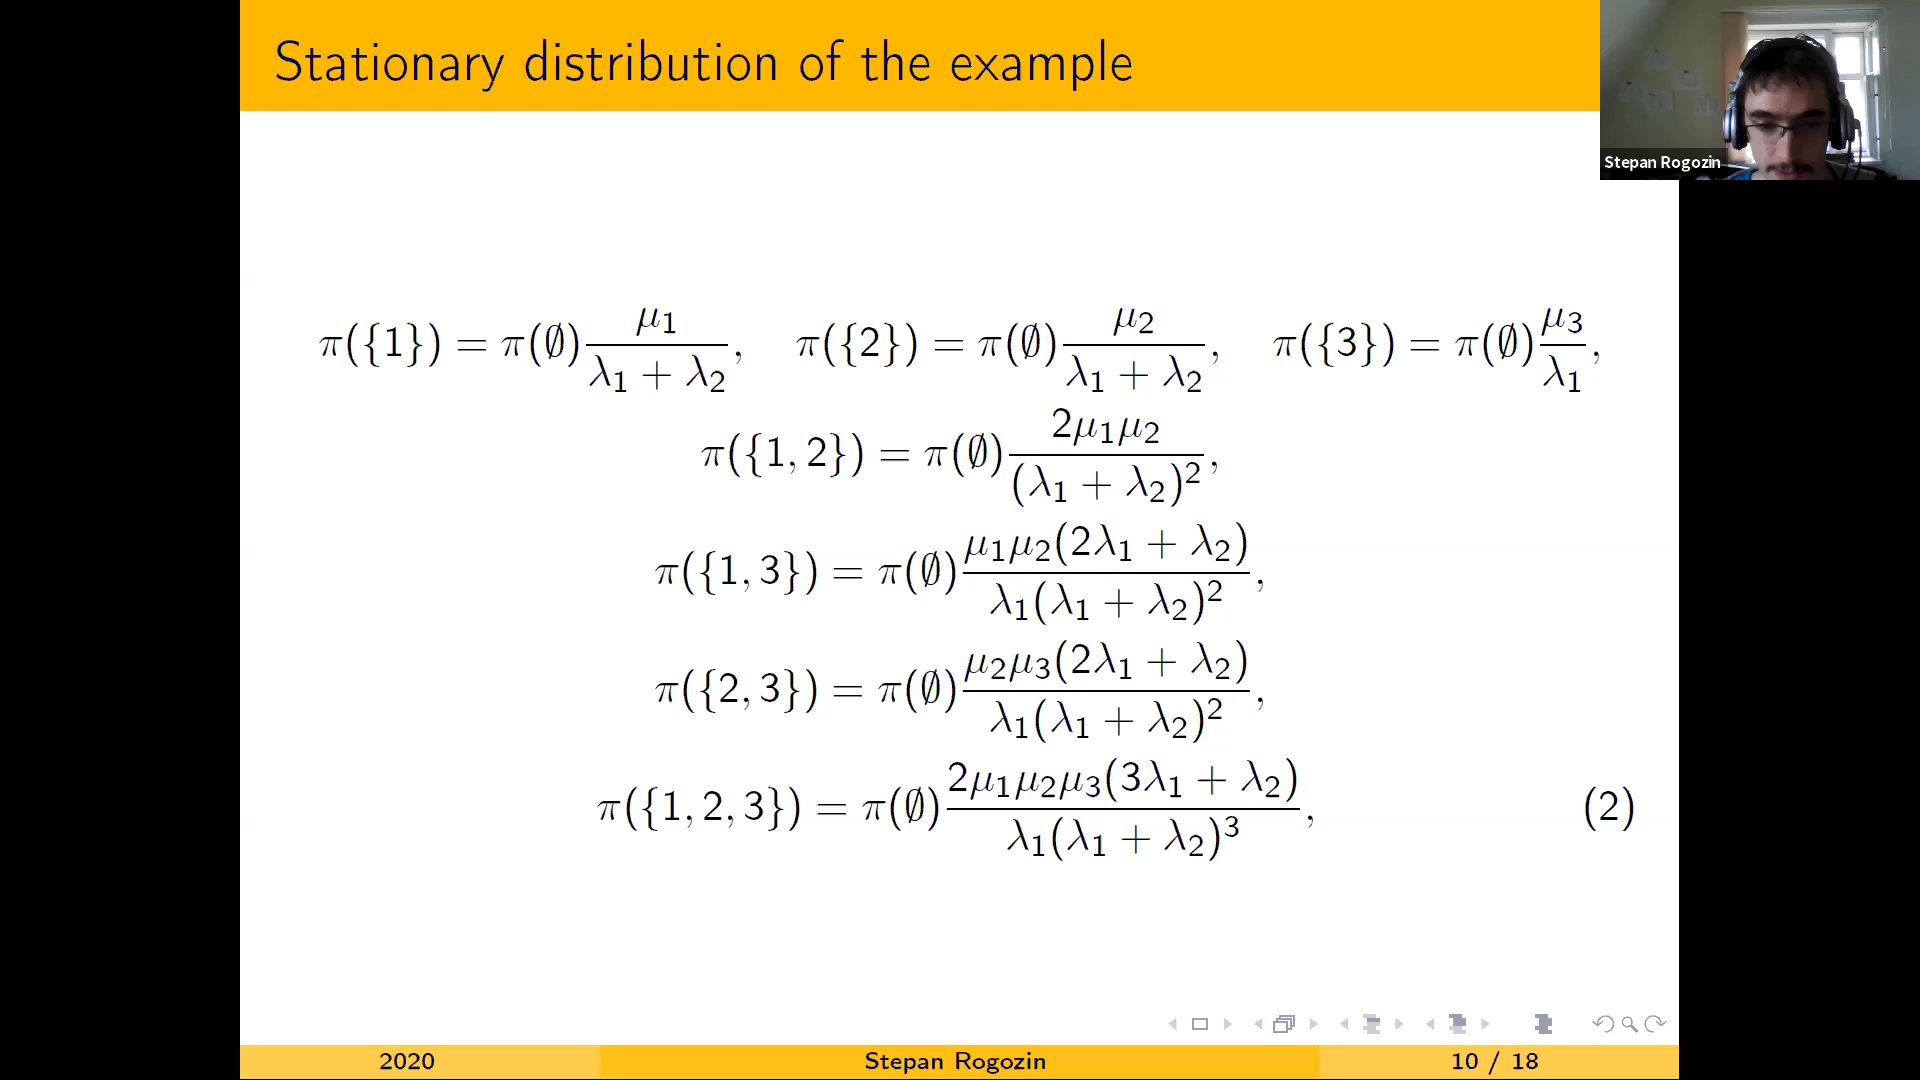 Stationary distribution of the example
Stepan Rogozin
π({1}) = π(∅) μ₁/(λ₁ + λ₂), π({2}) = π(∅) μ₂/(λ₁ + λ₂), π({3}) = π(∅) μ₃/λ₁,
π({1, 2}) = π(∅) 2μ₁μ₂/(λ₁ + λ₂)²,
π({1, 3}) = π(∅) μ₁μ₂(2λ₁ + λ₂)/λ₁(λ₁ + λ₂)²,
π({2, 3}) = π(∅) μ₂μ₃(2λ₁ + λ₂)/λ₁(λ₁ + λ₂)²,
π({1, 2, 3}) = π(∅) 2μ₁μ₂μ₃(3λ₁ + λ₂)/λ₁(λ₁ + λ₂)³, (2)
2020 Stepan Rogozin 10 / 18